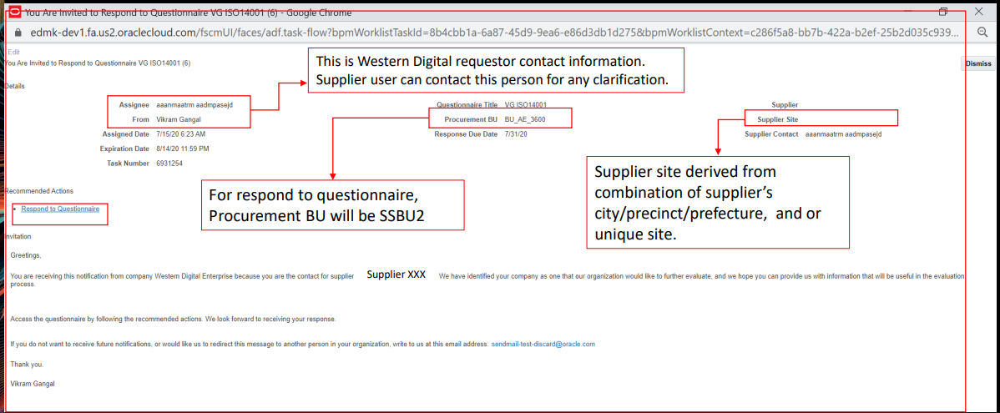 You Are Invited to Respond to Questionnaire VG ISO14001 (6) - Google Chrome
edmk-dev1.fa.us2.oraclecloud.com/fscmUI/faces/adf.task-flow?bpmWorklistTaskId=8b4cbb1a-6a87-45d9-9ea6-e86d3db1d275&bpmWorklistContext=c286f5a8-bb7b-422a-b2ef-25b2d035c939...
Edit
You Are Invited to Respond to Questionnaire VG ISO14001 (6)
Dismiss
This is Western Digital requestor contact information.
Supplier user can contact this person for any clarification.
Details
Assignee aaanmaatrm aadmpasejd
From Vikram Gangal
Assigned Date 7/15/20 6:23 AM
Expiration Date 8/14/20 11:59 PM
Task Number 6931254
Questionnaire Title VG ISO14001
Procurement BU BU_AE_3600
Response Due Date 7/31/20
Supplier
Supplier Site
Supplier Contact aaanmaatrm aadmpasejd
For respond to questionnaire,
Procurement BU will be SSBU2
Supplier site derived from
combination of supplier’s
city/precinct/prefecture, and or
unique site.
Recommended Actions
• Respond to Questionnaire
Invitation
Greetings,
You are receiving this notification from company Western Digital Enterprise because you are the contact for supplier Supplier XXX We have identified your company as one that our organization would like to further evaluate, and we hope you can provide us with information that will be useful in the evaluation
process.
Access the questionnaire by following the recommended actions. We look forward to receiving your response.
If you do not want to receive future notifications, or would like us to redirect this message to another person in your organization, write to us at this email address: sendmail-test-discard@oracle.com
Thank you.
Vikram Gangal